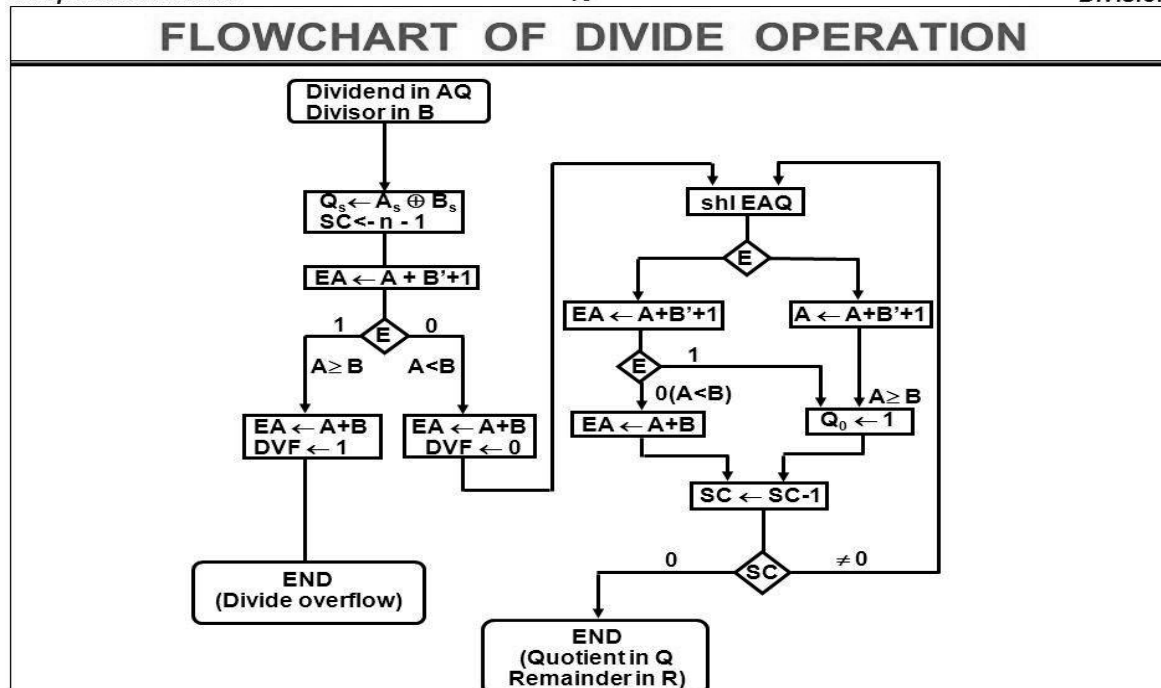 FLOWCHART OF DIVIDE OPERATION
Dividend in AQ
Divisor in B
Qs ← As ⊕ Bs
SC<- n - 1
EA ← A + B’+1
1
E
0
A ≥ B
A<B
EA ← A+B
DVF ← 1
EA ← A+B
DVF ← 0
END
(Divide overflow)
shl EAQ
E
EA ← A+B’+1
A ← A+B’+1
E
1
0(A<B)
A ≥ B
EA ← A+B
Q0 ← 1
SC ← SC-1
0
SC
≠ 0
END
(Quotient in Q
Remainder in R)